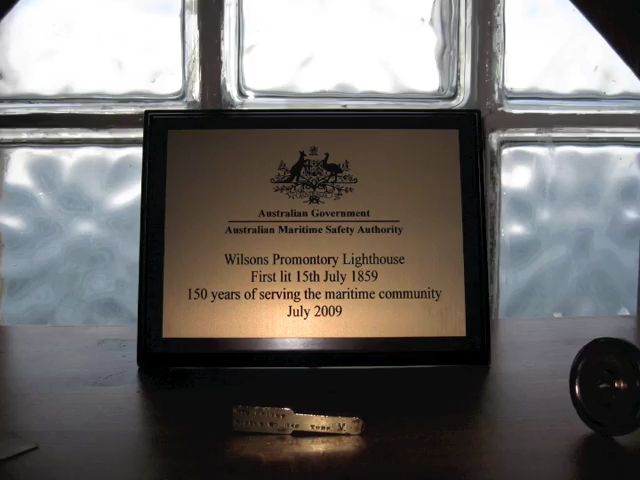 Australian Government
Australian Maritime Safety Authority
Wilsons Promontory Lighthouse
First lit 15th July 1859
150 years of serving the maritime community
July 2009